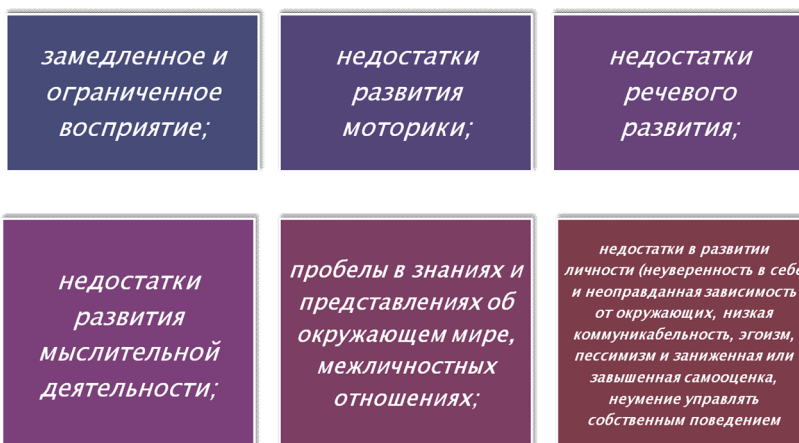 замедленное и
ограниченное
восприятие;
недостатки
развития
моторики;
недостатки
речевого
развития;
недостатки
развития
мыслительной
деятельности;
пробелы в знаниях и
представлениях об
окружающем мире,
межличностных
отношениях;
недостатки в развитии
личности (неуверенность в себе
и неоправданная зависимость
от окружающих, низкая
коммуникабельность, эгоизм,
пессимизм и заниженная или
завышенная самооценка,
неумение управлять
собственным поведением